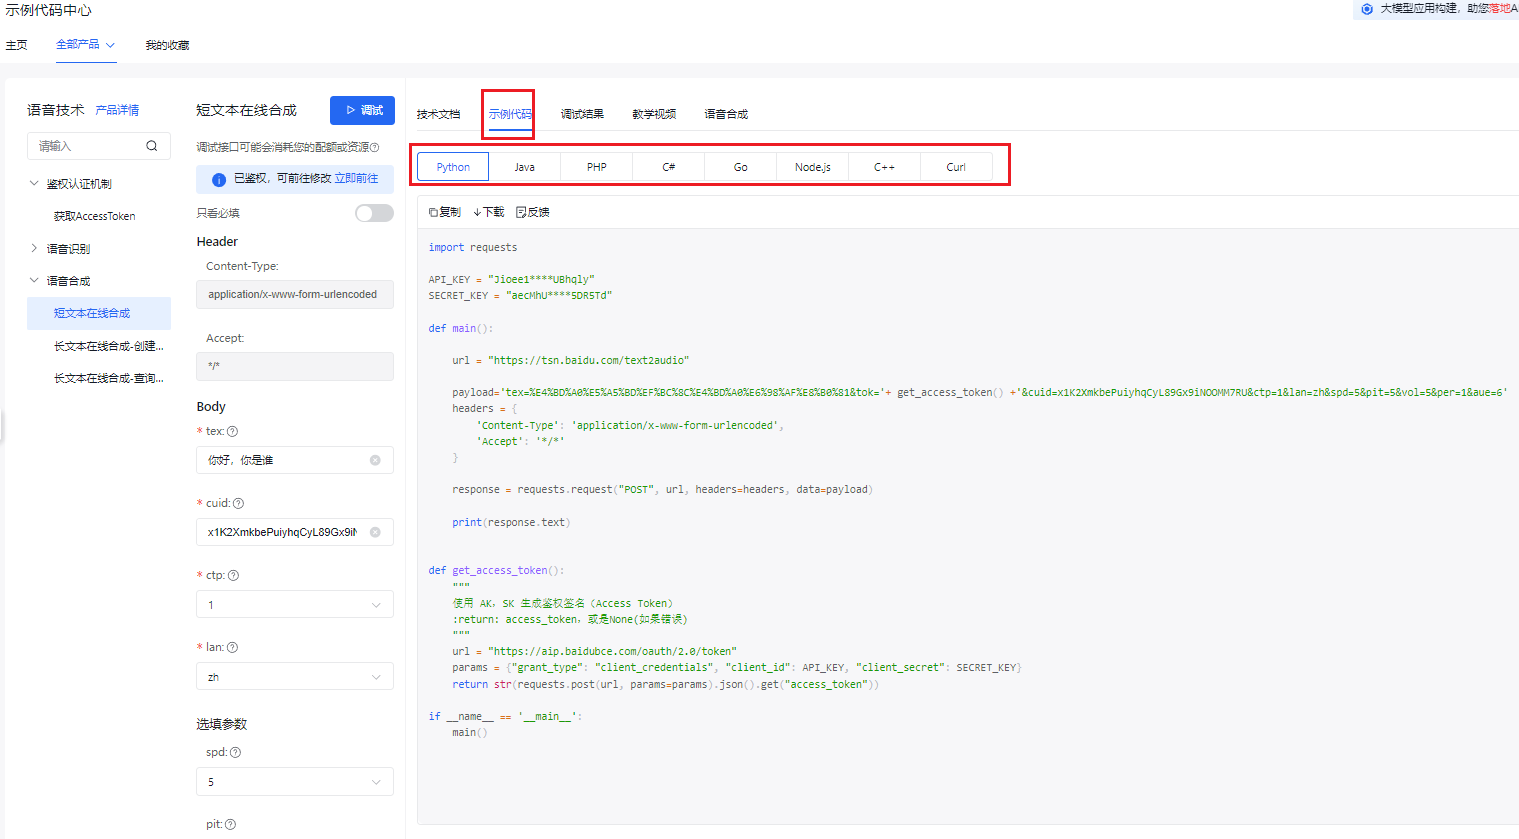 示例代码中心
大模型应用构建，助您落地A
主页
全部产品
我的收藏
语音技术
产品详情
请输入
鉴权认证机制
获取AccessToken
语音识别
语音合成
短文本在线合成
长文本在线合成-创建...
长文本在线合成-查询...
短文本在线合成
调试
调试接口可能会消耗您的配额或资源
已鉴权，可前往修改 立即前往
只看必填
Header
Content-Type:
application/x-www-form-urlencoded
Accept:
*/*
Body
* tex:
你好，你是谁
* cuid:
x1K2XmkbePuiyhqCyL89Gx9iN
* ctp:
1
* lan:
zh
选填参数
spd:
5
pit:
技术文档
示例代码
调试结果
教学视频
语音合成
Python
Java
PHP
C#
Go
Node.js
C++
Curl
复制
下载
反馈
import requests
API_KEY = "Jioee1****UBhqly"
SECRET_KEY = "aecMhU****5DR5Td"
def main():
url = "https://tsn.baidu.com/text2audio"
payload='tex=%E4%BD%A0%E5%A5%BD%EF%BC%8C%E4%BD%A0%E6%98%AF%E8%B0%81&tok='+ get_access_token() +'&cuid=x1K2XmkbePuiyhqCyL89Gx9iNOOMM7RU&ctp=1&lan=zh&spd=5&pit=5&vol=5&per=1&aue=6'
headers = {
'Content-Type': 'application/x-www-form-urlencoded',
'Accept': '*/*'
}
response = requests.request("POST", url, headers=headers, data=payload)
print(response.text)
def get_access_token():
"""
使用 AK，SK 生成鉴权签名（Access Token）
:return: access_token，或是None(如果错误)
"""
url = "https://aip.baidubce.com/oauth/2.0/token"
params = {"grant_type": "client_credentials", "client_id": API_KEY, "client_secret": SECRET_KEY}
return str(requests.post(url, params=params).json().get("access_token"))
if __name__ == '__main__':
main()